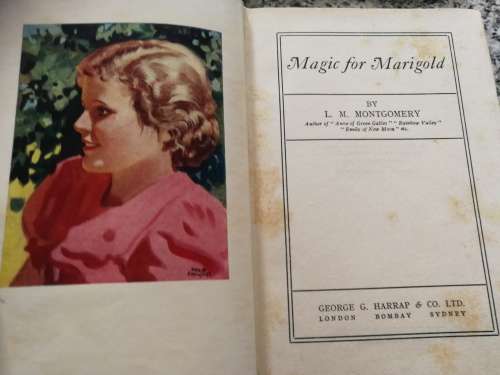 Magic for Marigold
BY
L. M. MONTGOMERY
Author of "Anne of Green Gables" "Rainbow Valley"
"Emily of New Moon" &c.
GEORGE G. HARRAP & CO. LTD.
LONDON BOMBAY SYDNEY